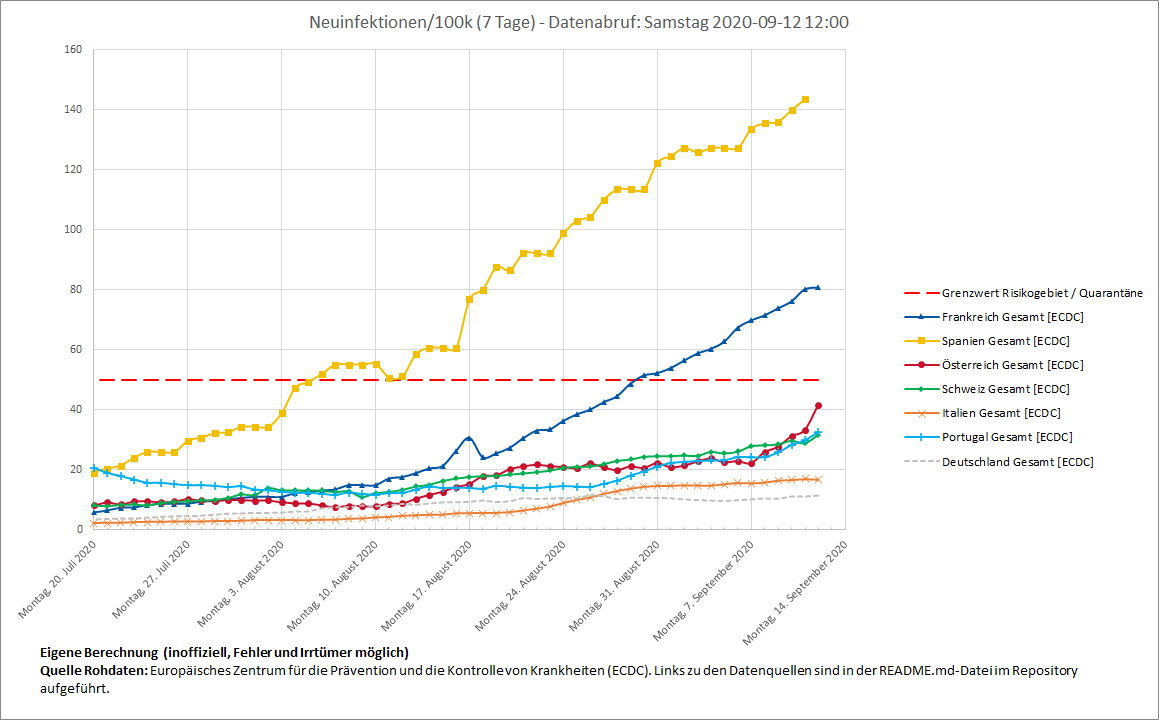 Neuinfektionen/100k (7 Tage) - Datenabruf: Samstag 2020-09-12 12:00
160
140
120
100
80
60
40
20
0
Montag, 20. Juli 2020
Montag, 27. Juli 2020
Montag, 3. August 2020
Montag, 10. August 2020
Montag, 17. August 2020
Montag, 24. August 2020
Montag, 31. August 2020
Montag, 7. September 2020
Montag, 14. September 2020
Grenzwert Risikogebiet / Quarantäne
Frankreich Gesamt [ECDC]
Spanien Gesamt [ECDC]
Österreich Gesamt [ECDC]
Schweiz Gesamt [ECDC]
Italien Gesamt [ECDC]
Portugal Gesamt [ECDC]
Deutschland Gesamt [ECDC]
Eigene Berechnung (inoffiziell, Fehler und Irrtümer möglich)
Quelle Rohdaten: Europäisches Zentrum für die Prävention und die Kontrolle von Krankheiten (ECDC). Links zu den Datenquellen sind in der README.md-Datei im Repository
aufgeführt.